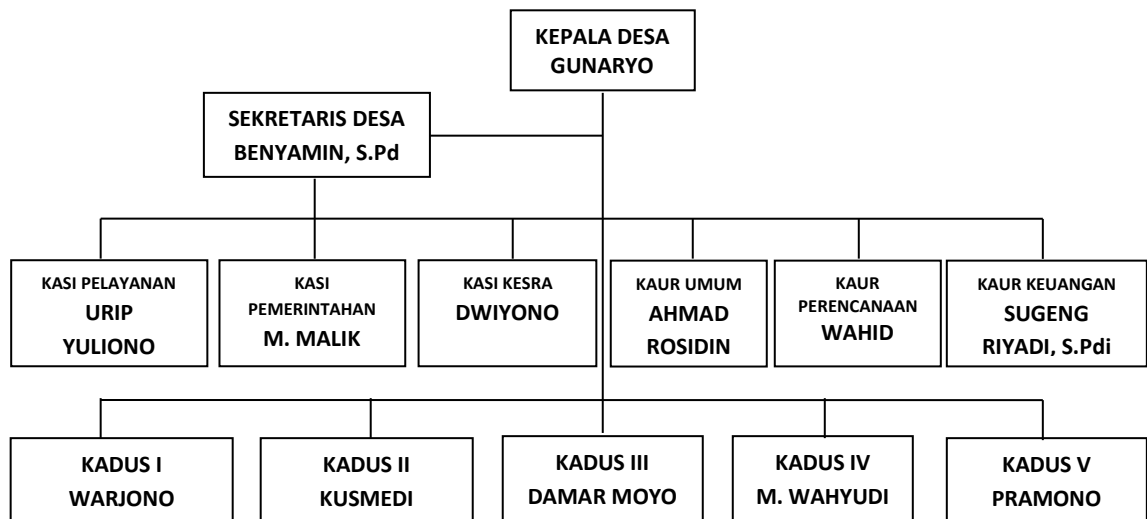 KEPALA DESA
GUNARYO
SEKRETARIS DESA
BENYAMIN, S.Pd
KASI PELAYANAN
URIP
YULIONO
KASI
PEMERINTAHAN
M. MALIK
KASI KESRA
DWIYONO
KAUR UMUM
AHMAD
ROSIDIN
KAUR
PERENCANAAN
WAHID
KAUR KEUANGAN
SUGENG
RIYADI, S.Pdi
KADUS I
WARJONO
KADUS II
KUSMEDI
KADUS III
DAMAR MOYO
KADUS IV
M. WAHYUDI
KADUS V
PRAMONO